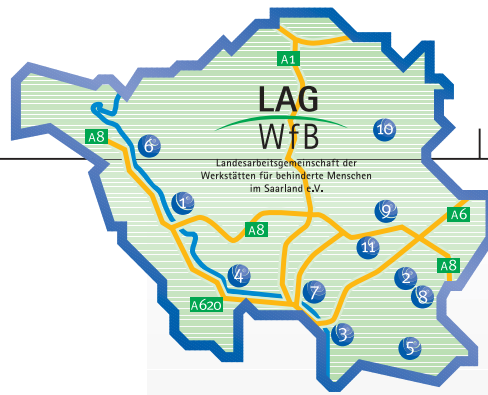 A1
LAG
WfB
Landesarbeitsgemeinschaft der
Werkstätten für behinderte Menschen
im Saarland e.V.
A8
10
6
1
9
A6
A8
11
A8
4
2
7
8
A620
3
5